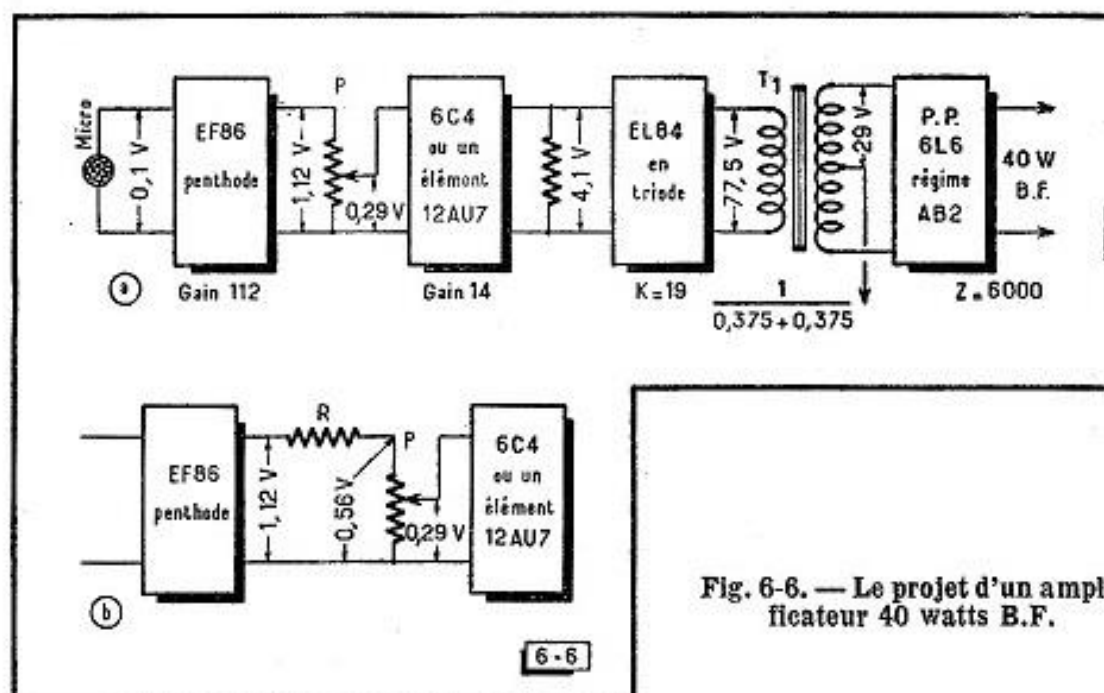 Micro
0,1 V
EF86
penthode
Gain 112
1,12 V
P
0,29 V
6C4
ou un
élémont
12AU7
Gain 14
4,1 V
EL84
en
triode
K=19
77,5 V
T1
1
0,375+0,375
29 V
P.P.
6L6
régime
AB2
Z=6000
40 W
B.F.
a
EF86
penthode
1,12 V
R
0,56 V
P
0,29 V
6C4
ou un
élément
12AU7
b
6-6
Fig. 6-6. — Le projet d'un ampli
ficateur 40 watts B.F.